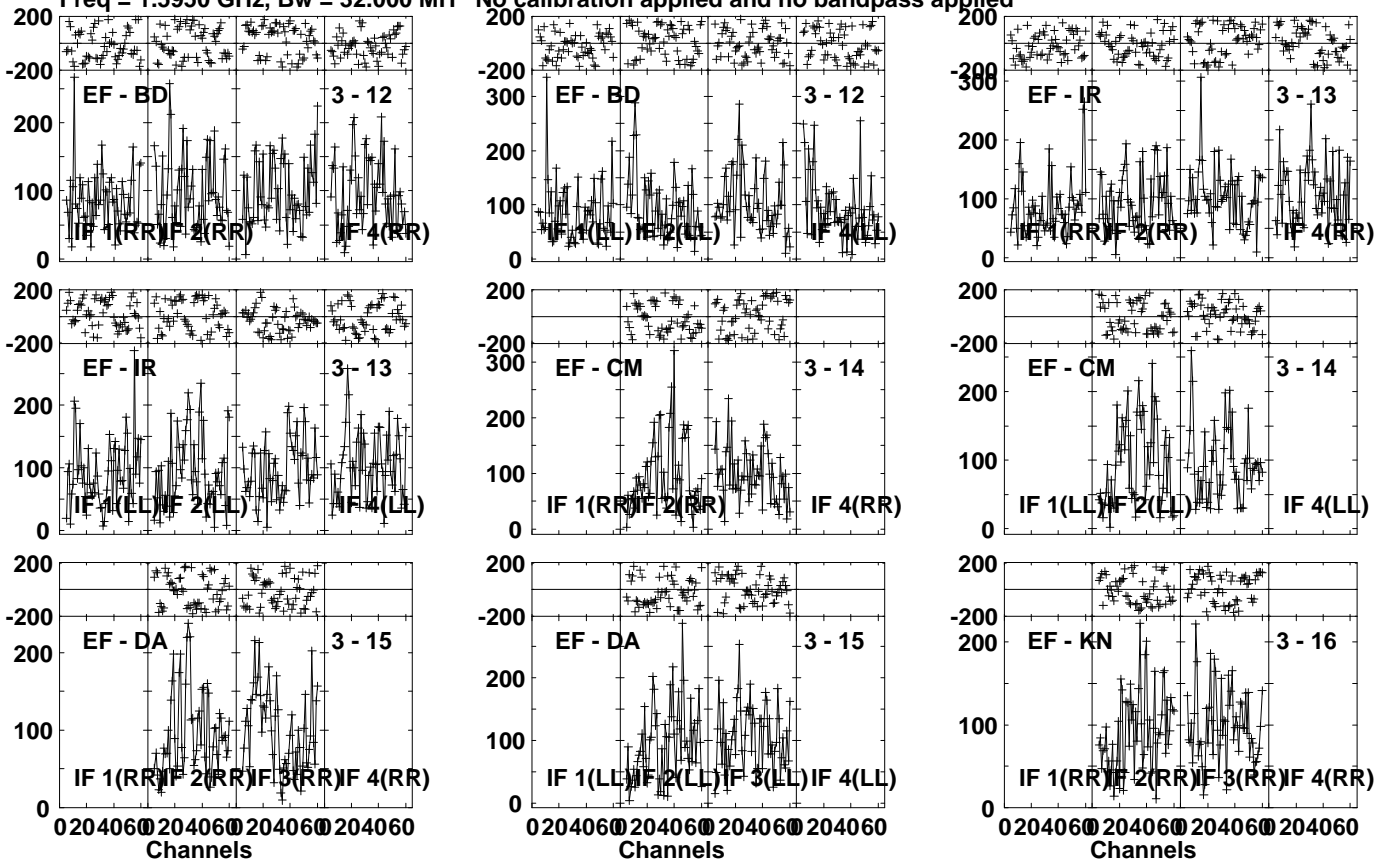 Freq = 1.5950 GHz, Bw = 32.000 MH No calibration applied and no bandpass applied
200
-200
EF - BD
3 - 12
200
100
0
IF 1(RR) IF 2(RR) IF 4(RR)
200
-200
EF - BD
3 - 12
300
200
100
0
IF 1(LL) IF 2(LL) IF 4(LL)
200
-200
300
EF - IR
3 - 13
200
100
0
IF 1(RR) IF 2(RR) IF 4(RR)
200
-200
EF - IR
3 - 13
200
100
0
IF 1(LL) IF 2(LL) IF 4(LL)
200
-200
EF - CM
3 - 14
300
200
100
0
IF 1(RR) IF 2(RR) IF 4(RR)
200
-200
EF - CM
3 - 14
200
100
0
IF 1(LL) IF 2(LL) IF 4(LL)
200
-200
EF - DA
3 - 15
200
100
0
IF 1(RR) IF 2(RR) IF 3(RR) IF 4(RR)
0 20 40 60 0 20 40 60 0 20 40 60 0 20 40 60
Channels
200
-200
EF - DA
3 - 15
200
100
0
IF 1(LL) IF 2(LL) IF 3(LL) IF 4(LL)
0 20 40 60 0 20 40 60 0 20 40 60 0 20 40 60
Channels
200
-200
EF - KN
3 - 16
200
100
0
IF 1(RR) IF 2(RR) IF 3(RR) IF 4(RR)
0 20 40 60 0 20 40 60 0 20 40 60 0 20 40 60
Channels